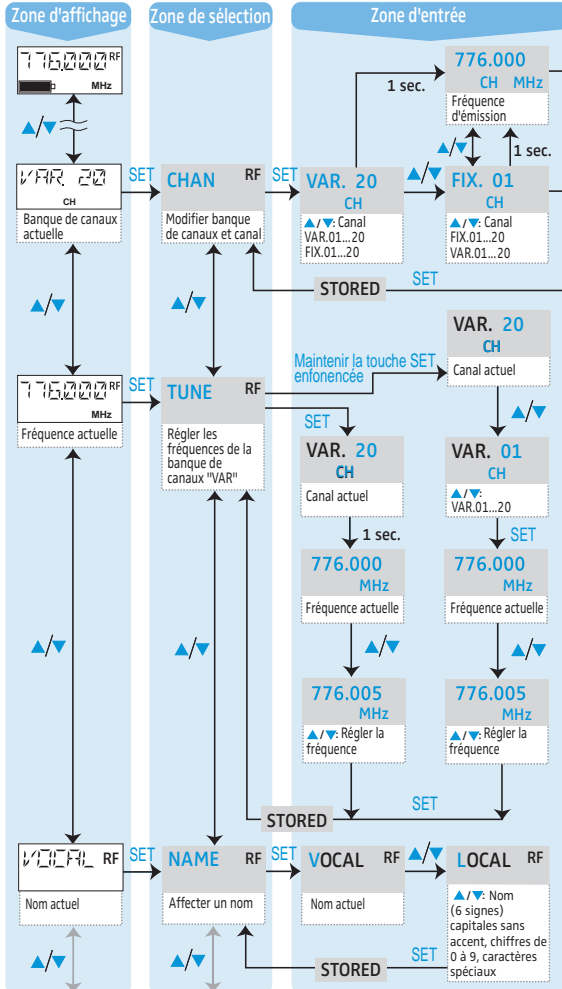 Zone d'affichage
Zone de sélection
Zone d'entrée
776.000 RF
MHz
776.000
CH MHz
Fréquence
d'émission
1 sec.
▲/▼
▲/▼
1 sec.
VAR. 20
CH
Banque de canaux
actuelle
SET
CHAN RF
Modifier banque
de canaux et canal
SET
VAR. 20
CH
▲/▼: Canal
VAR.01...20
FIX.01...20
▲/▼
FIX. 01
CH
▲/▼: Canal
FIX.01...20
VAR.01...20
STORED
SET
▲/▼
▲/▼
776.000 RF
MHz
Fréquence actuelle
SET
TUNE RF
Régler les
fréquences de la
banque de
canaux "VAR"
Maintenir la touche SET
enfonencée
VAR. 20
CH
Canal actuel
▲/▼
SET
VAR. 20
CH
Canal actuel
1 sec.
776.000
MHz
Fréquence actuelle
▲/▼
776.005
MHz
▲/▼: Régler la
fréquence
VAR. 01
CH
▲/▼:
VAR.01...20
SET
776.000
MHz
Fréquence actuelle
▲/▼
776.005
MHz
▲/▼: Régler la
fréquence
▲/▼
▲/▼
STORED
SET
VOCAL RF
Nom actuel
SET
NAME RF
Affecter un nom
SET
VOCAL RF
Nom actuel
▲/▼
LOCAL RF
▲/▼: Nom
(6 signes)
capitales sans
accent, chiffres de
0 à 9, caractères
spéciaux
STORED
SET
▲/▼
▲/▼